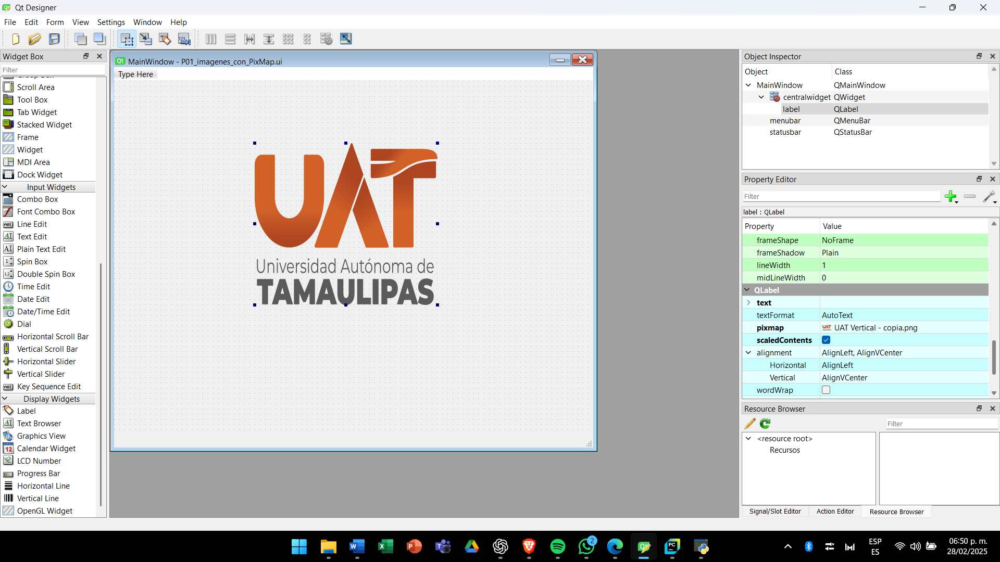 Qt Designer
File Edit Form View Settings Window Help
Widget Box
Filter
Scroll Area
Tool Box
Tab Widget
Stacked Widget
Frame
Widget
MDI Area
Dock Widget
Input Widgets
Combo Box
Font Combo Box
Line Edit
Text Edit
Plain Text Edit
Spin Box
Double Spin Box
Time Edit
Date Edit
Date/Time Edit
Dial
Horizontal Scroll Bar
Vertical Scroll Bar
Horizontal Slider
Vertical Slider
Key Sequence Edit
Display Widgets
Label
Text Browser
Graphics View
Calendar Widget
LCD Number
Progress Bar
Horizontal Line
Vertical Line
OpenGL Widget
MainWindow - P01_imagenes_con_PixMap.ui
Type Here
UAT
Universidad Autónoma de
TAMAULIPAS
Object Inspector
Object Class
MainWindow QMainWindow
centralwidget QWidget
label QLabel
menubar QMenuBar
statusbar QStatusBar
Property Editor
Filter
label : QLabel
Property Value
frameShape NoFrame
frameShadow Plain
lineWidth 1
midLineWidth 0
QLabel
text
textFormat AutoText
pixmap UAT Vertical - copia.png
scaledContents
alignment AlignLeft, AlignVCenter
Horizontal AlignLeft
Vertical AlignVCenter
wordWrap
Resource Browser
Filter
<resource root>
Recursos
Signal/Slot Editor Action Editor Resource Browser
2
ESP
ES
06:50 p. m.
28/02/2025